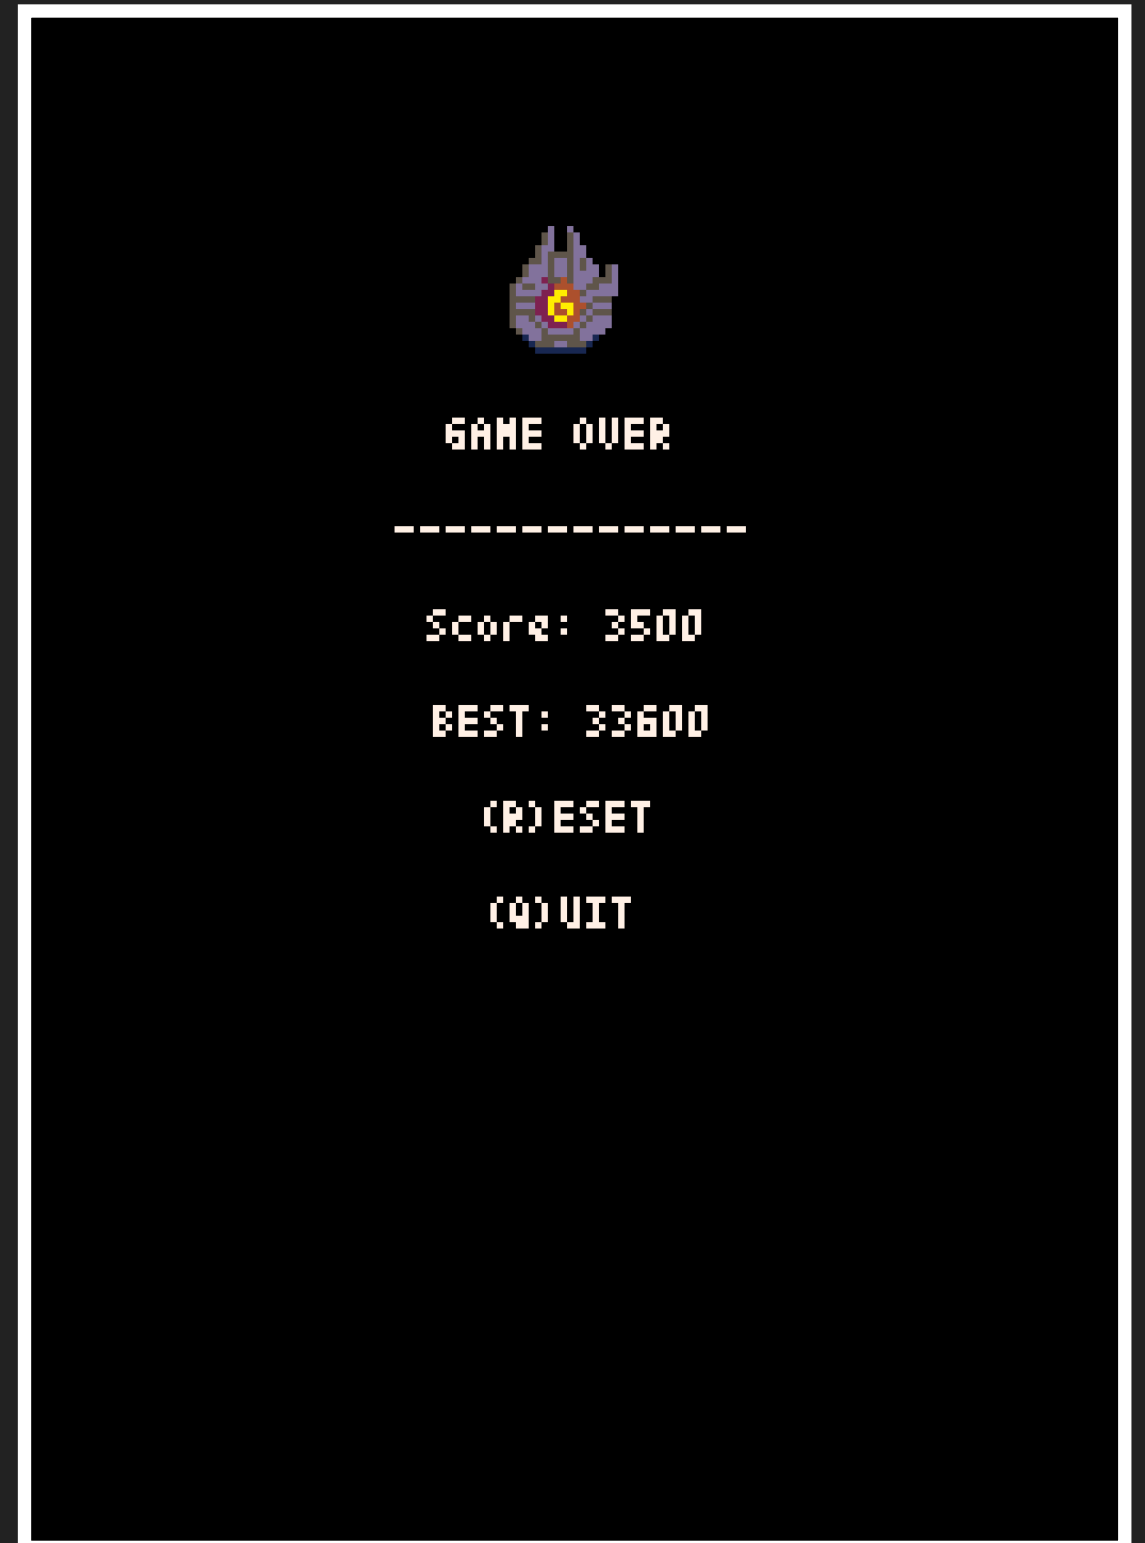 G
GAME OVER
--------------
Score: 3500
BEST: 33600
(R)ESET
(Q)UIT